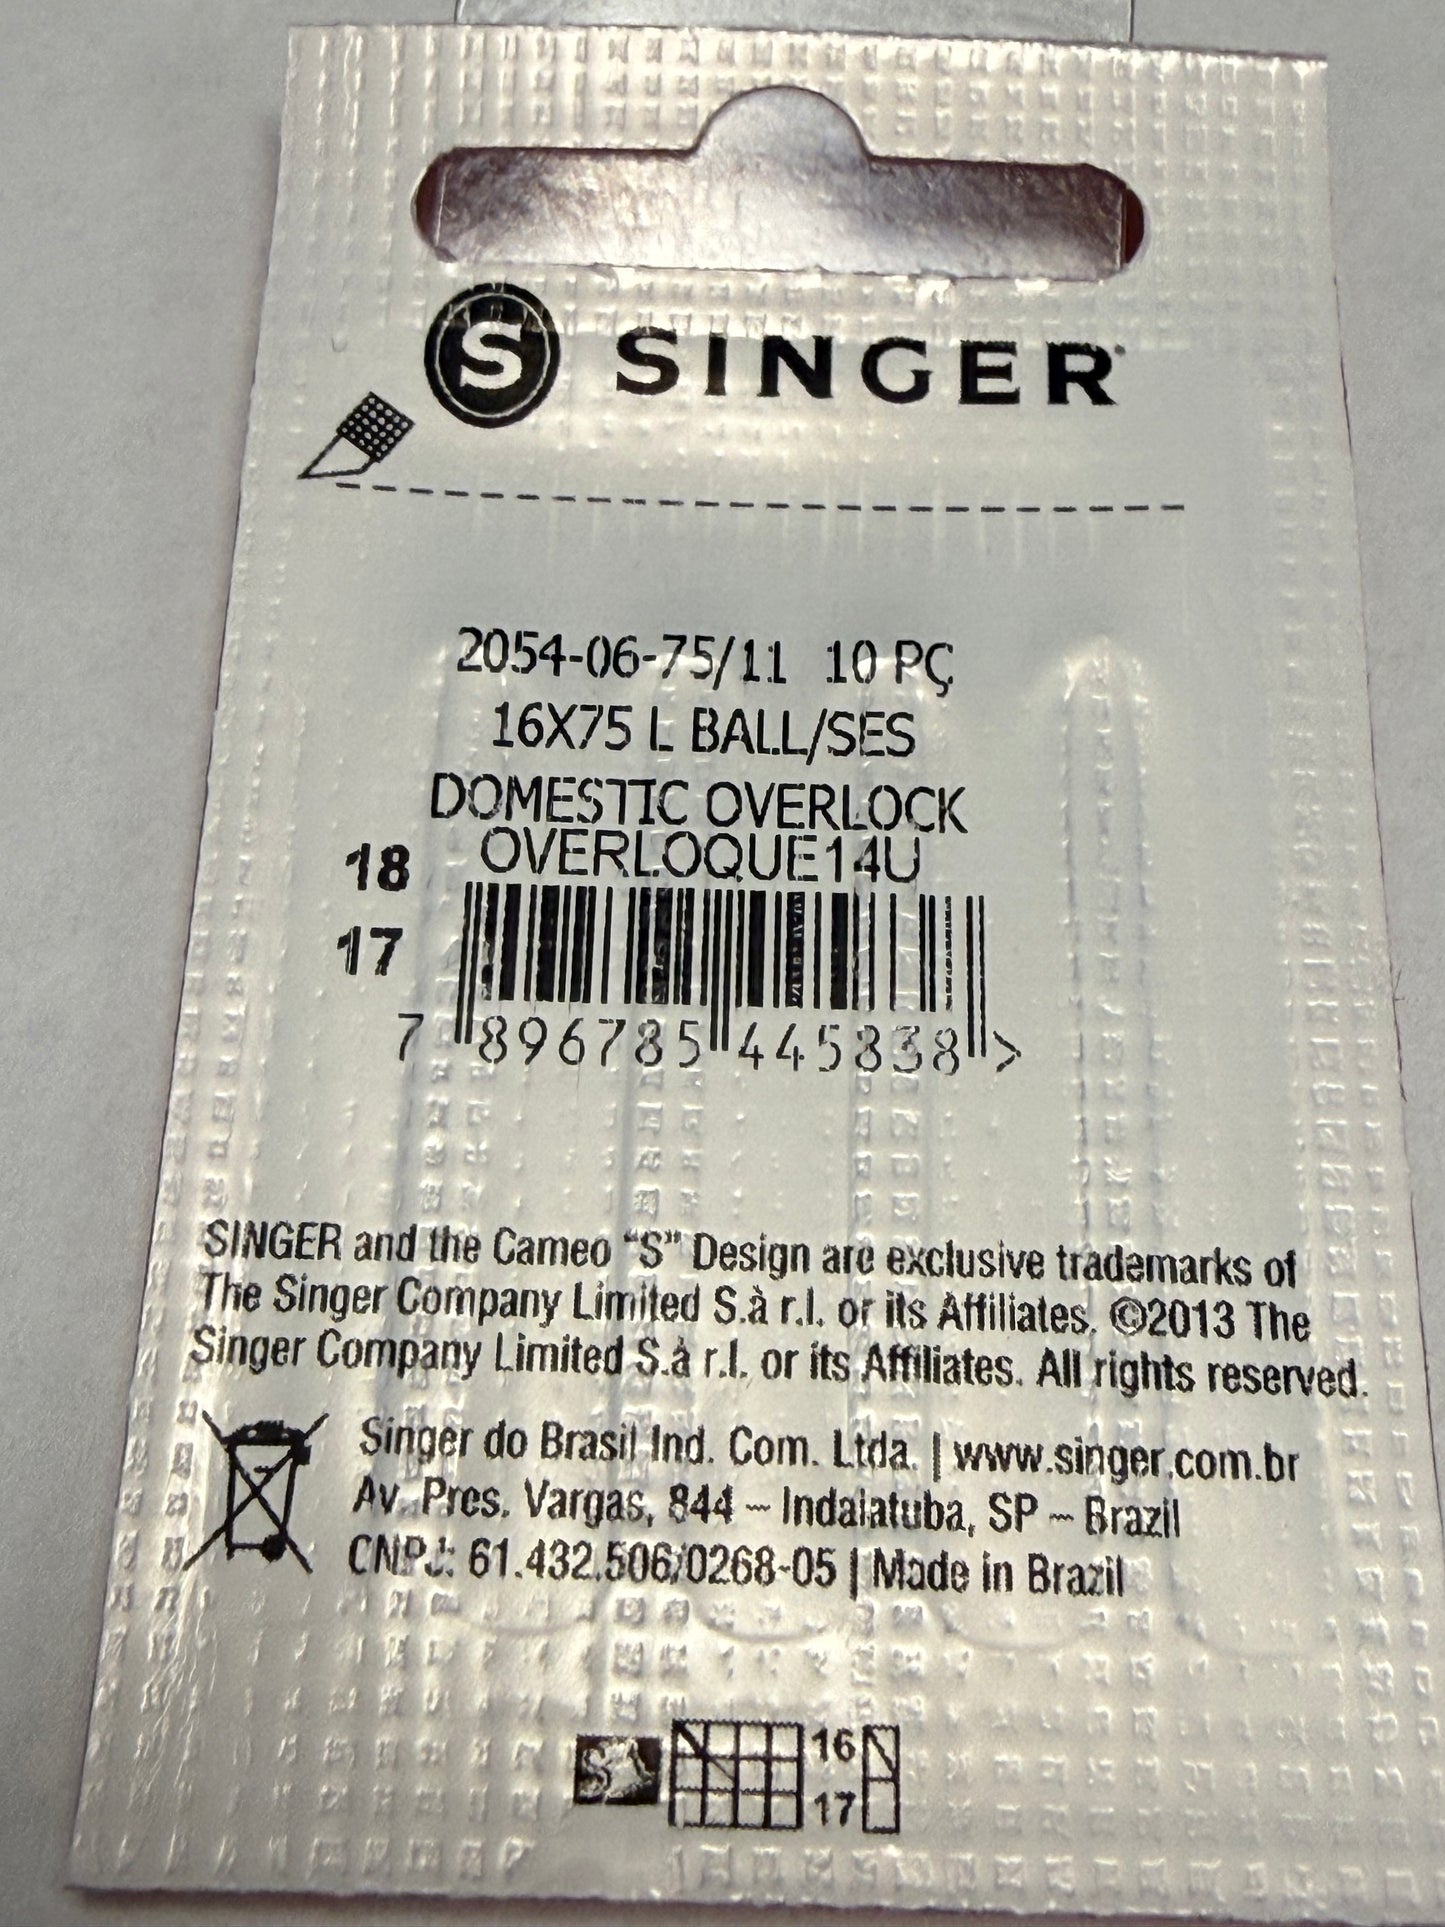 S SINGER
2054-06-75/11 10 PÇ
16X75 L BALL/SES
DOMESTIC OVERLOCK
OVERLOQUE14U
18
17
7 896785 445838 >
SINGER and the Cameo “S” Design are exclusive trademarks of
The Singer Company Limited S.à r.l. or its Affiliates. ©2013 The
Singer Company Limited S.à r.l. or its Affiliates. All rights reserved.
Singer do Brasil Ind. Com. Ltda. | www.singer.com.br
Av. Pres. Vargas, 844 – Indaiatuba, SP – Brazil
CNPJ: 61.432.506/0268-05 | Made in Brazil
16
17